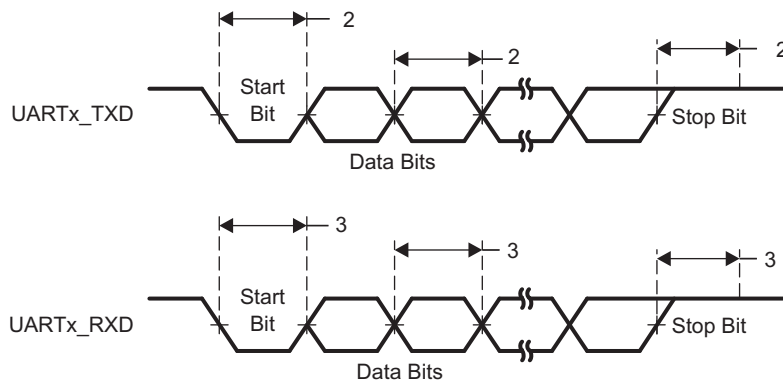 2
2
2
UARTx_TXD
Start
Bit
Stop Bit
Data Bits
3
3
3
UARTx_RXD
Start
Bit
Stop Bit
Data Bits